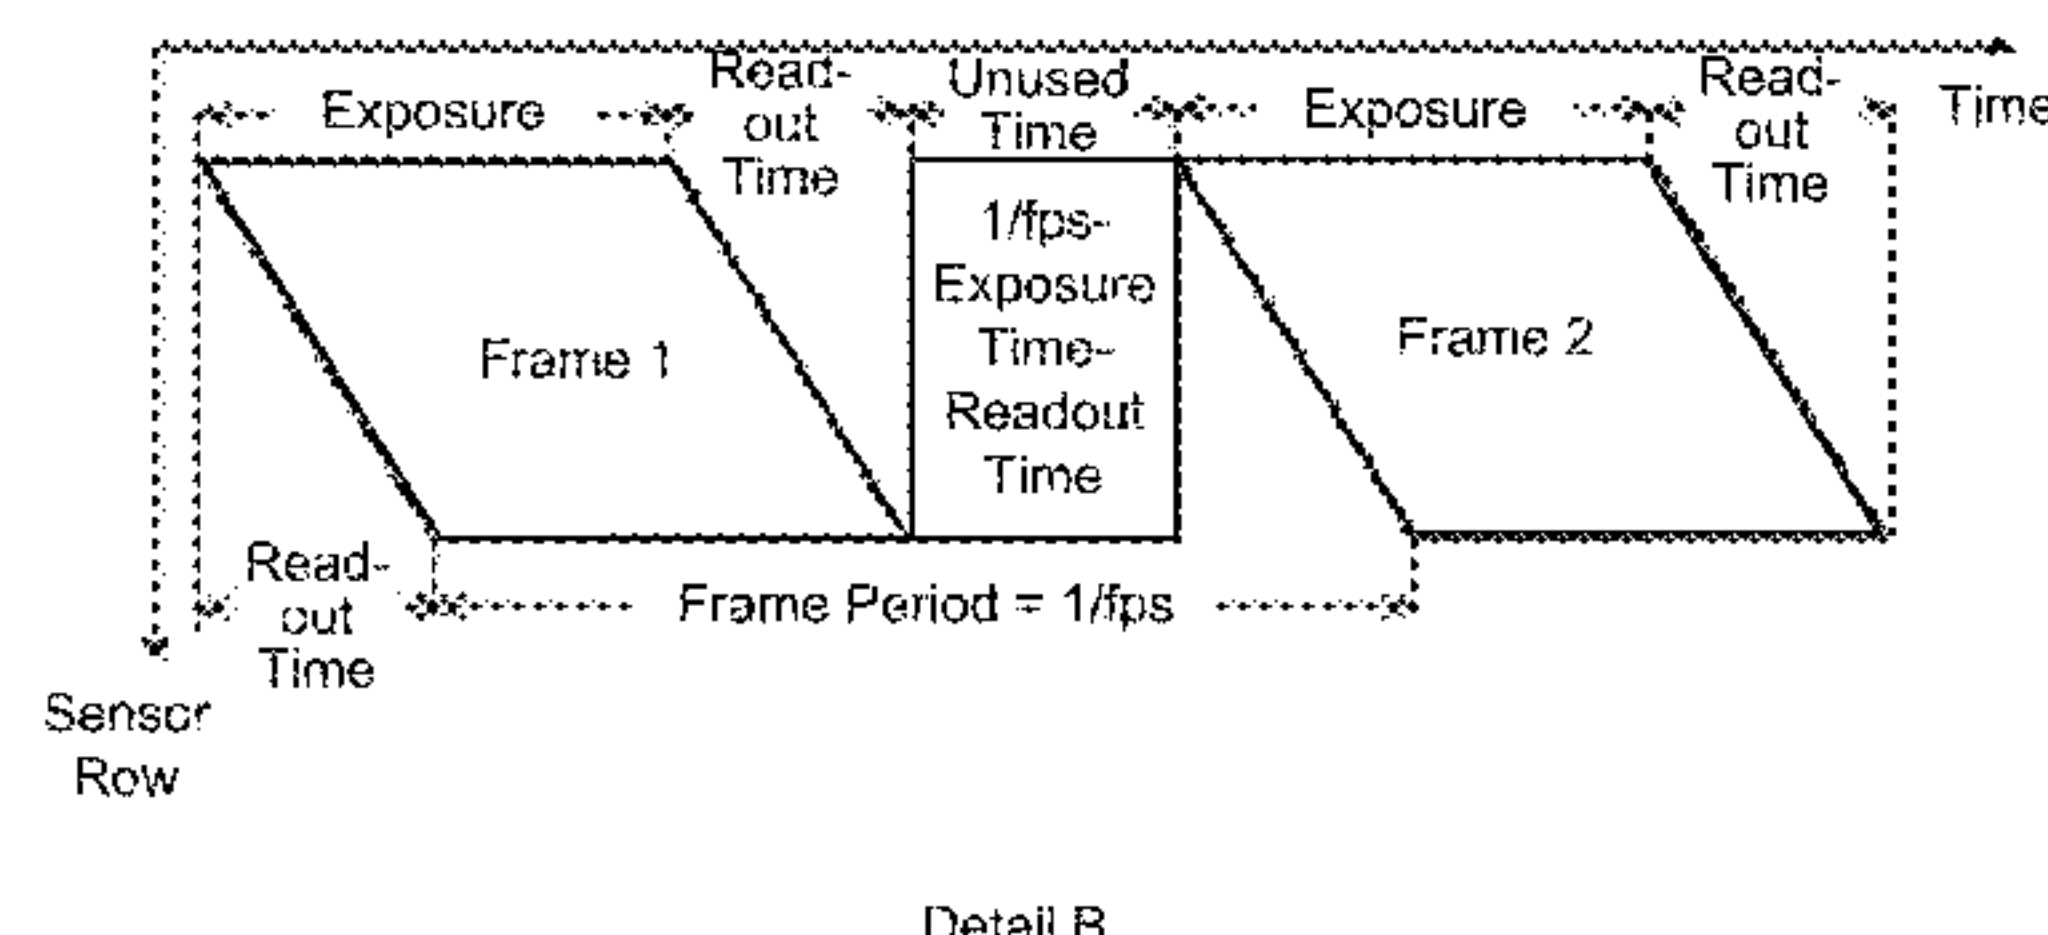 Exposure
Read-
out
Time
Unused
Time
Exposure
Read-
out
Time
Time
1/fps-
Exposure
Time-
Readout
Time
Frame 1
Frame 2
Read-
out
Time
Frame Period = 1/fps
Sensor
Row
Detail B